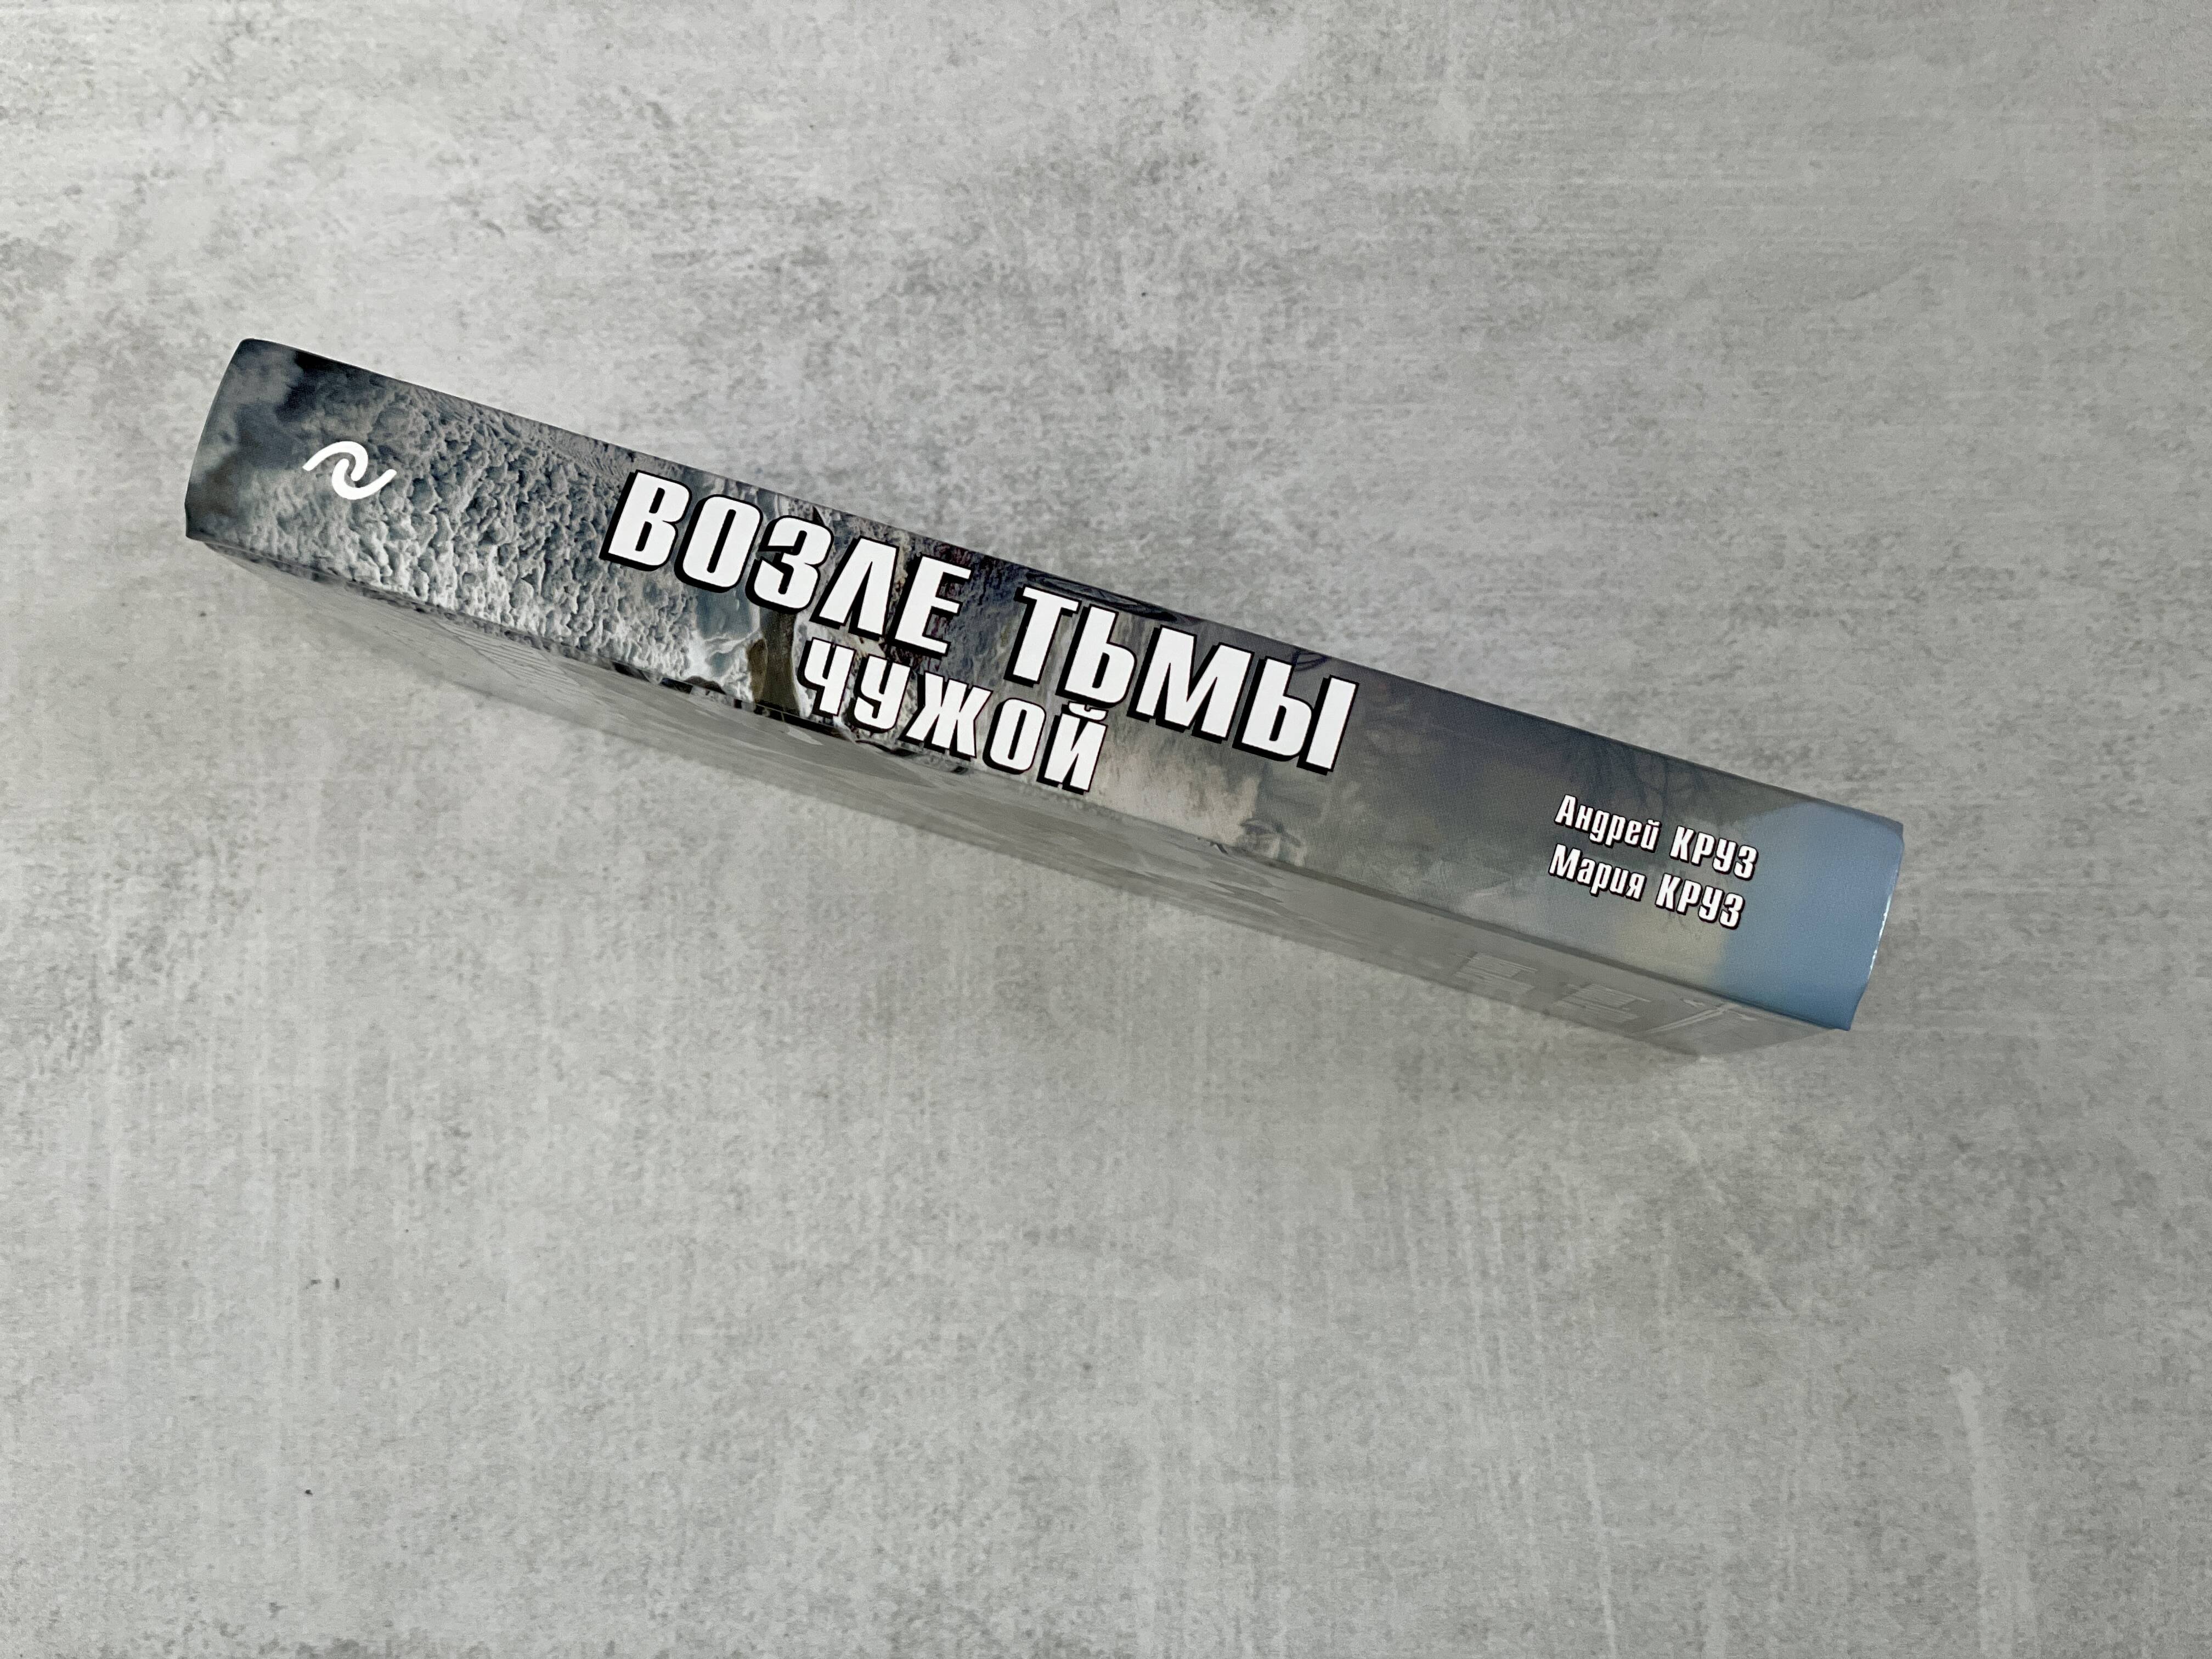 ВОЗЛЕ ТЬМЫ
ЧУЖОЙ
Андрей КРУЗ
Мария КРУЗ